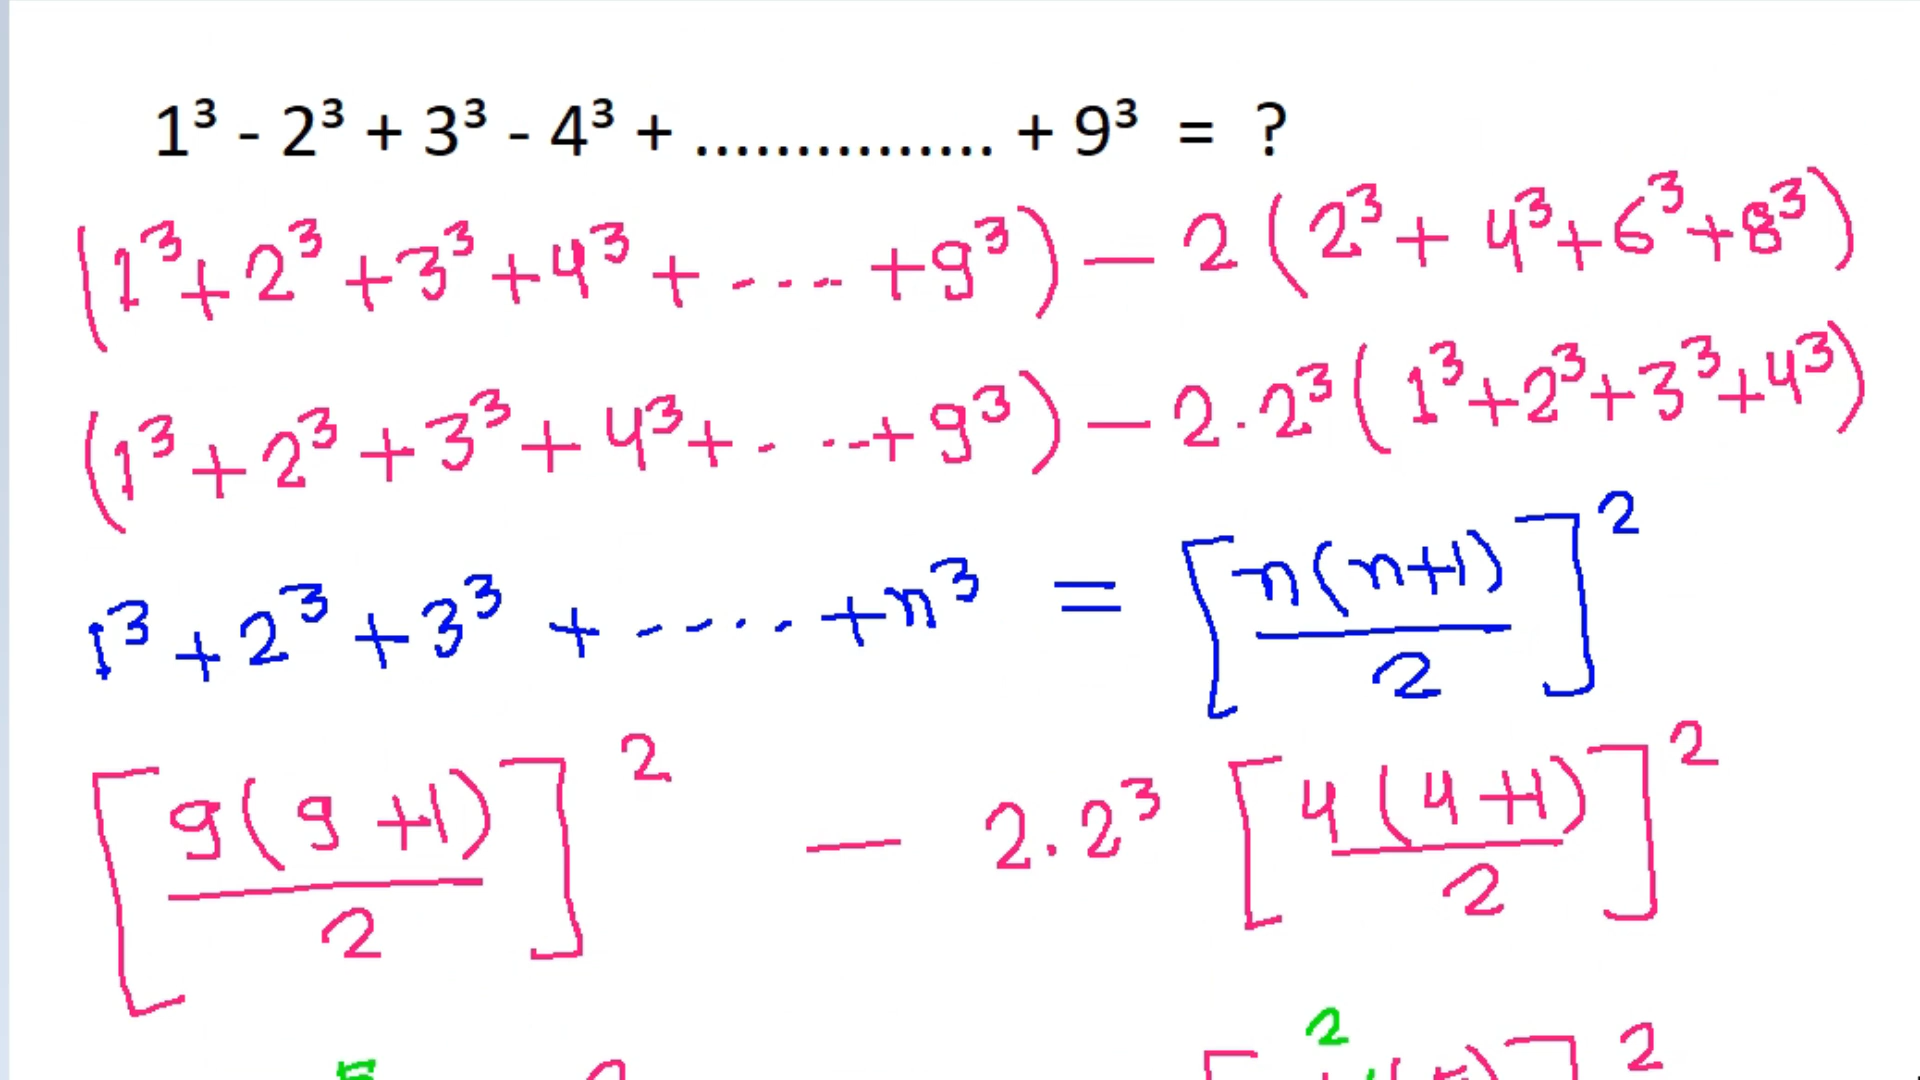 1³ - 2³ + 3³ - 4³ + ............... + 9³ = ?
(1³+2³+3³+4³+----+9³) — 2(2³+4³+6³+8³)
(1³+2³+3³+4³+. ..--+9³) — 2.2³(1³+2³+3³+4³)
1³+2³+3³+--··-+n³ = [n(n+1)/2]²
[9(9+1)/2]² — 2.2³ [4(4+1)/2]²
2
2